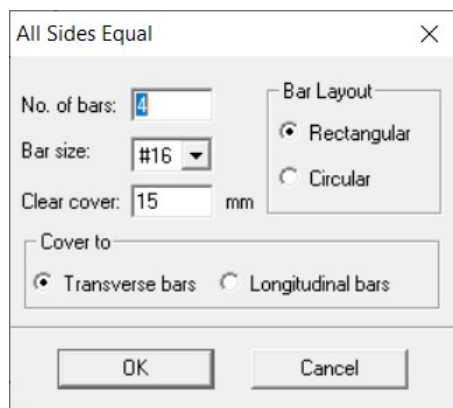 All Sides Equal
No. of bars: 4
Bar size: #16
Clear cover: 15 mm
Bar Layout
Rectangular
Circular
Cover to
Transverse bars Longitudinal bars
OK Cancel